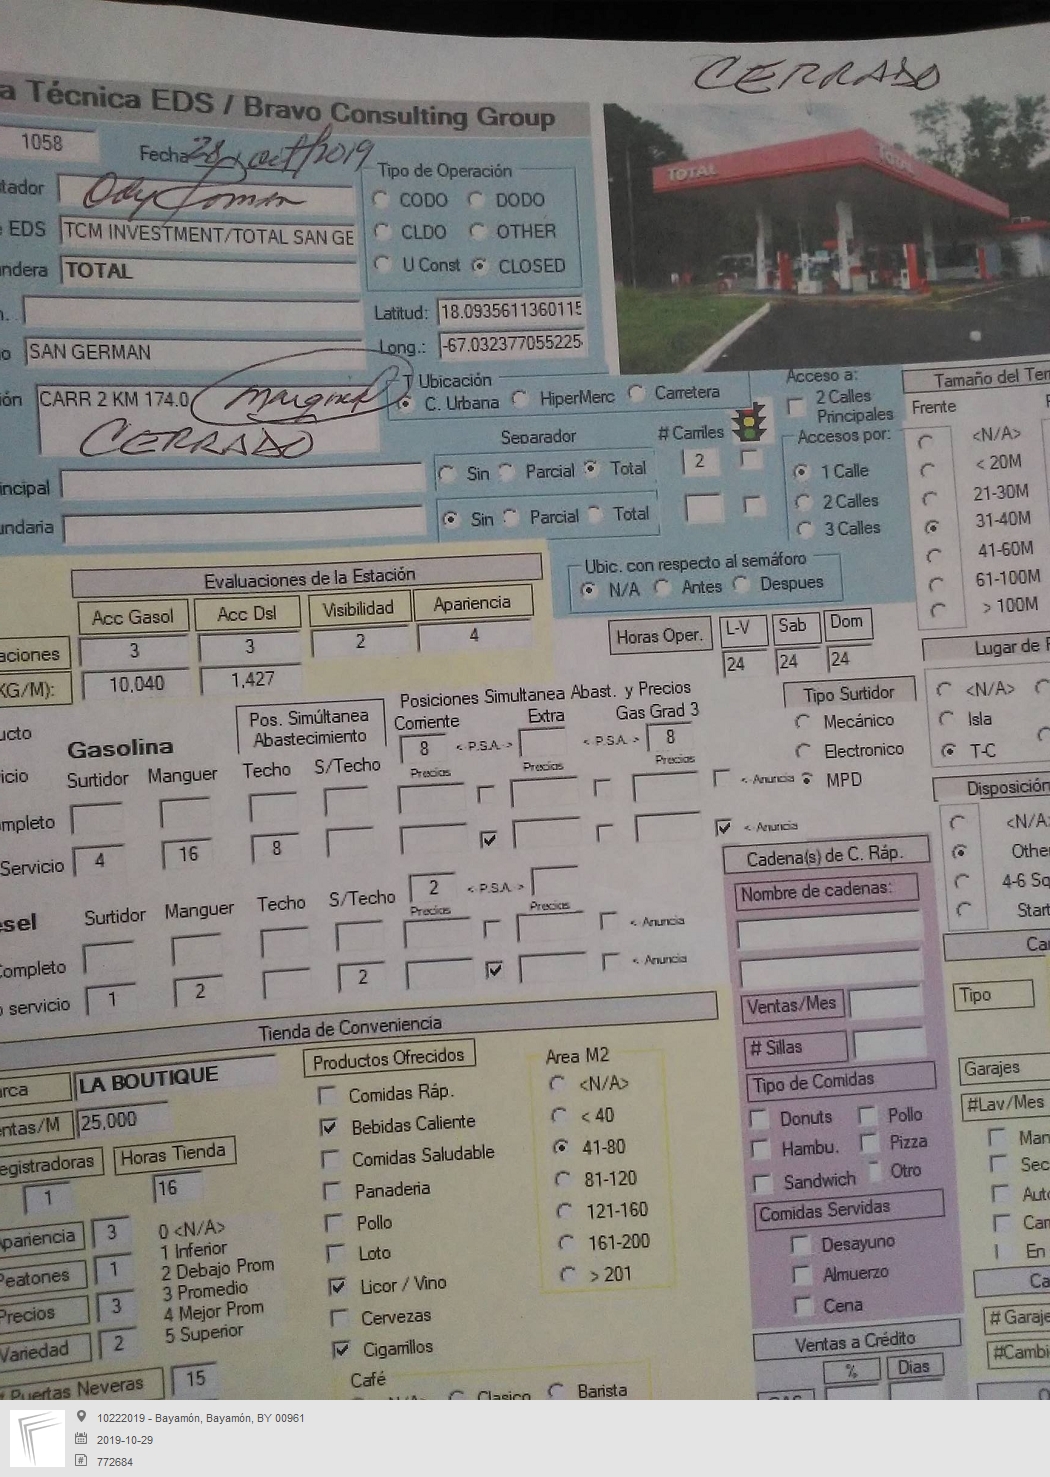 CERRADO
a Técnica EDS / Bravo Consulting Group
1058
Fecha 28 oct/2019
tador
e EDS TCM INVESTMENT/TOTAL SAN GE
ndera TOTAL
n.
o SAN GERMAN
ión CARR 2 KM 174.0
CERRADO
incipal
undaria
Tipo de Operación
CODO DODO
CLDO OTHER
U Const CLOSED
Latitud: 18.0935611360115
Long.: -67.032377055225
TOTAL
T Ubicación
C. Urbana HiperMerc Carretera
Separador # Carriles
Sin Parcial Total 2
Sin Parcial Total
Acceso a:
2 Calles Principales
Accesos por:
1 Calle
2 Calles
3 Calles
Ubic. con respecto al semáforo
N/A Antes Despues
Tamaño del Ter
Frente
<N/A>
< 20M
21-30M
31-40M
41-60M
61-100M
> 100M
Evaluaciones de la Estación
Acc Gasol Acc Dsl Visibilidad Apariencia
aciones 3 3 2 4
KG/M): 10,040 1,427
Horas Oper. L-V Sab Dom
24 24 24
Lugar de
<N/A>
Isla
T-C
ucto
icio
Gasolina
Pos. Simúltanea Abastecimiento
Posiciones Simultanea Abast. y Precios
Corriente Extra Gas Grad 3
8 < P.S.A. > < P.S.A. > 8
Surtidor Manguer Techo S/Techo Precios Precios Precios
mpleto < Anuncia
Servicio 4 16 8 < Anuncia
Tipo Surtidor
Mecánico
Electronico
MPD
Disposición
<N/A
Othe
4-6 Sq
Start
esel
Surtidor Manguer Techo S/Techo 2 < P.S.A. >
Precios Precios
Completo < Anuncia
o servicio 1 2 2 < Anuncia
Cadena(s) de C. Ráp.
Nombre de cadenas:
Ventas/Mes
# Sillas
Tipo de Comidas
Donuts Pollo
Hambu. Pizza
Sandwich Otro
Comidas Servidas
Desayuno
Almuerzo
Cena
Ventas a Crédito
% Dias
Ca
Tipo
Garajes
#Lav/Mes
Man
Sec
Auto
Can
En
Ca
# Garaje
#Cambi
Tienda de Conveniencia
arca LA BOUTIQUE
ntas/M 25,000
egistradoras Horas Tienda
1 16
pariencia 3
Peatones 1
Precios 3
Variedad 2
Puertas Neveras 15
0 <N/A>
1 Inferior
2 Debajo Prom
3 Promedio
4 Mejor Prom
5 Superior
Productos Ofrecidos
Comidas Ráp.
Bebidas Caliente
Comidas Saludable
Panaderia
Pollo
Loto
Licor / Vino
Cervezas
Cigarrillos
Café
Clasico Barista
Area M2
<N/A>
< 40
41-80
81-120
121-160
161-200
> 201
10222019 - Bayamón, Bayamón, BY 00961
2019-10-29
772684